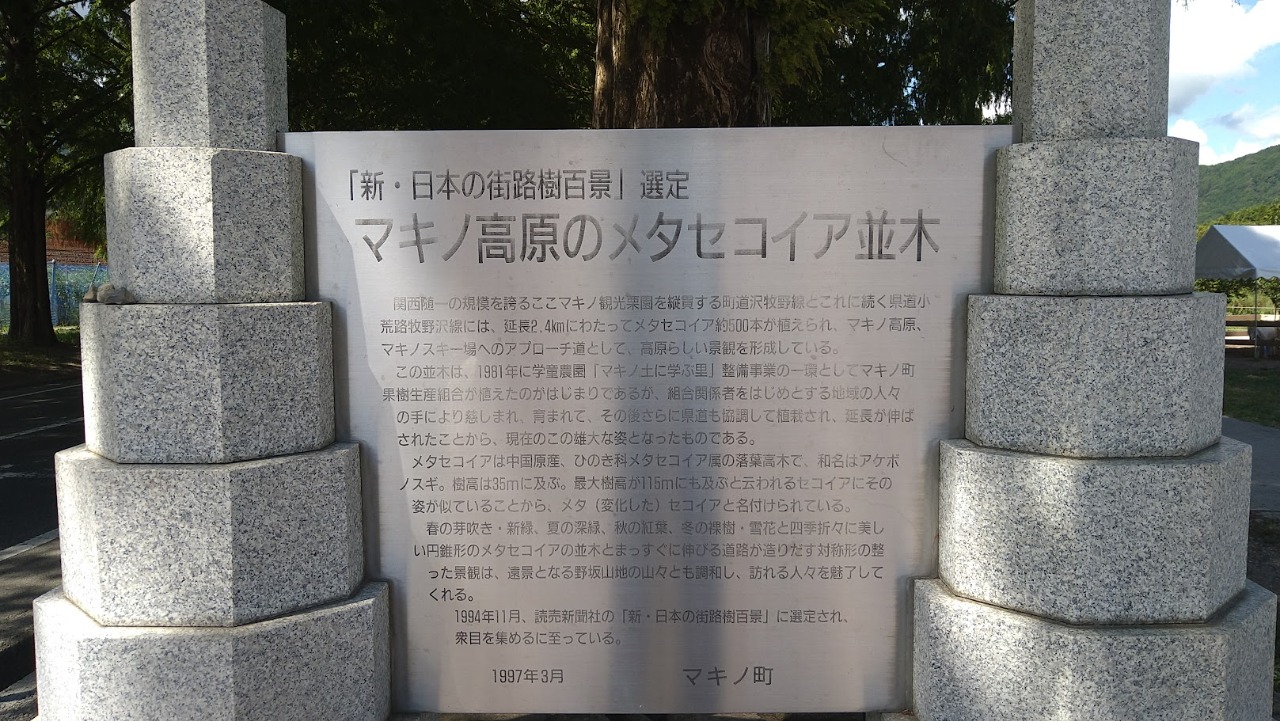 「新・日本の街路樹百景」選定
マキノ高原のメタセコイア並木
関西随一の規模を誇るここマキノ観光栗園を縦貫する町道沢牧野線とこれに続く県道小
荒路牧野沢線には、延長2.4kmにわたってメタセコイア約500本が植えられ、マキノ高原、
マキノスキー場へのアプローチ道として、高原らしい景観を形成している。
この並木は、1981年に学童農園「マキノ土に学ぶ里」整備事業の一環としてマキノ町
果樹生産組合が植えたのがはじまりであるが、組合関係者をはじめとする地域の人々
の手により慈しまれ、育まれて、その後さらに県道も協調して植栽され、延長が伸ば
されたことから、現在のこの雄大な姿となったものである。
メタセコイアは中国原産、ひのき科メタセコイア属の落葉高木で、和名はアケボ
ノスギ。樹高は35mに及ぶ。最大樹高が115mにも及ぶと云われるセコイアにその
姿が似ていることから、メタ（変化した）セコイアと名付けられている。
春の芽吹き・新緑、夏の深緑、秋の紅葉、冬の裸樹・雪花と四季折々に美し
い円錐形のメタセコイアの並木とまっすぐに伸びる道路が造りだす対称形の整
った景観は、遠景となる野坂山地の山々とも調和し、訪れる人々を魅了して
くれる。
1994年11月、読売新聞社の「新・日本の街路樹百景」に選定され、
衆目を集めるに至っている。
1997年3月 マキノ町